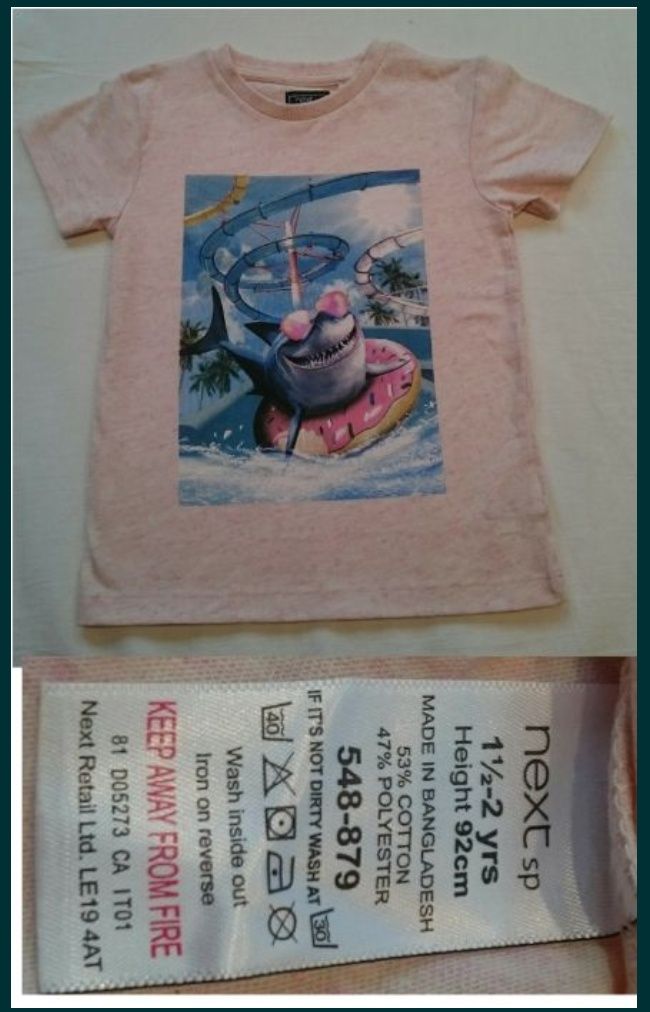 next sp
1½-2 yrs
Height 92cm
MADE IN BANGLADESH
53% COTTON
47% POLYESTER
548-879
IF IT'S NOT DIRTY WASH AT 30
40
Wash inside out
Iron on reverse
KEEP AWAY FROM FIRE
81 D05273 CA IT01
Next Retail Ltd. LE19 4AT